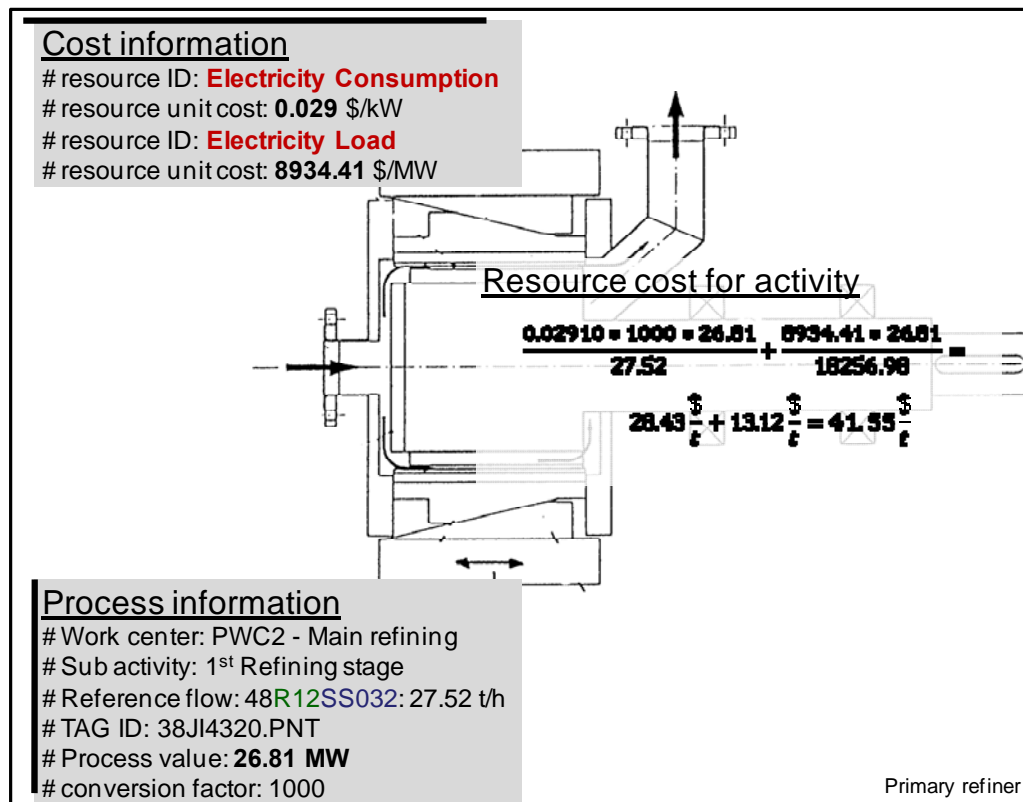 Cost information
# resource ID: Electricity Consumption
# resource unit cost: 0.029 $/kW
# resource ID: Electricity Load
# resource unit cost: 8934.41 $/MW
Resource cost for activity
0.02910 * 1000 * 26.81 / 27.52 + 8934.41 * 26.81 / 18256.98 =
28.43 $/t + 13.12 $/t = 41.55 $/t
Process information
# Work center: PWC2 - Main refining
# Sub activity: 1st Refining stage
# Reference flow: 48R12SS032: 27.52 t/h
# TAG ID: 38JI4320.PNT
# Process value: 26.81 MW
# conversion factor: 1000
Primary refiner